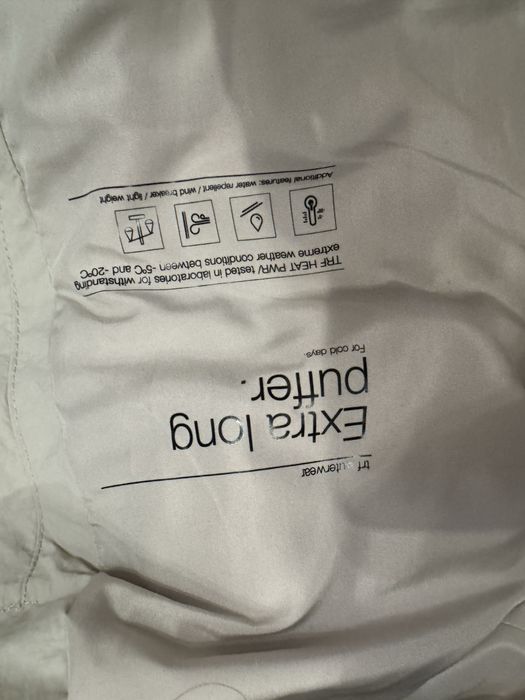 trf outerwear
Extra long
puffer.
For cold days.
TRF HEAT PWR/ tested in laboratories for withstanding
extreme weather conditions between -5ºC and -20ºC
Additional features: water repellent / wind breaker / light weight